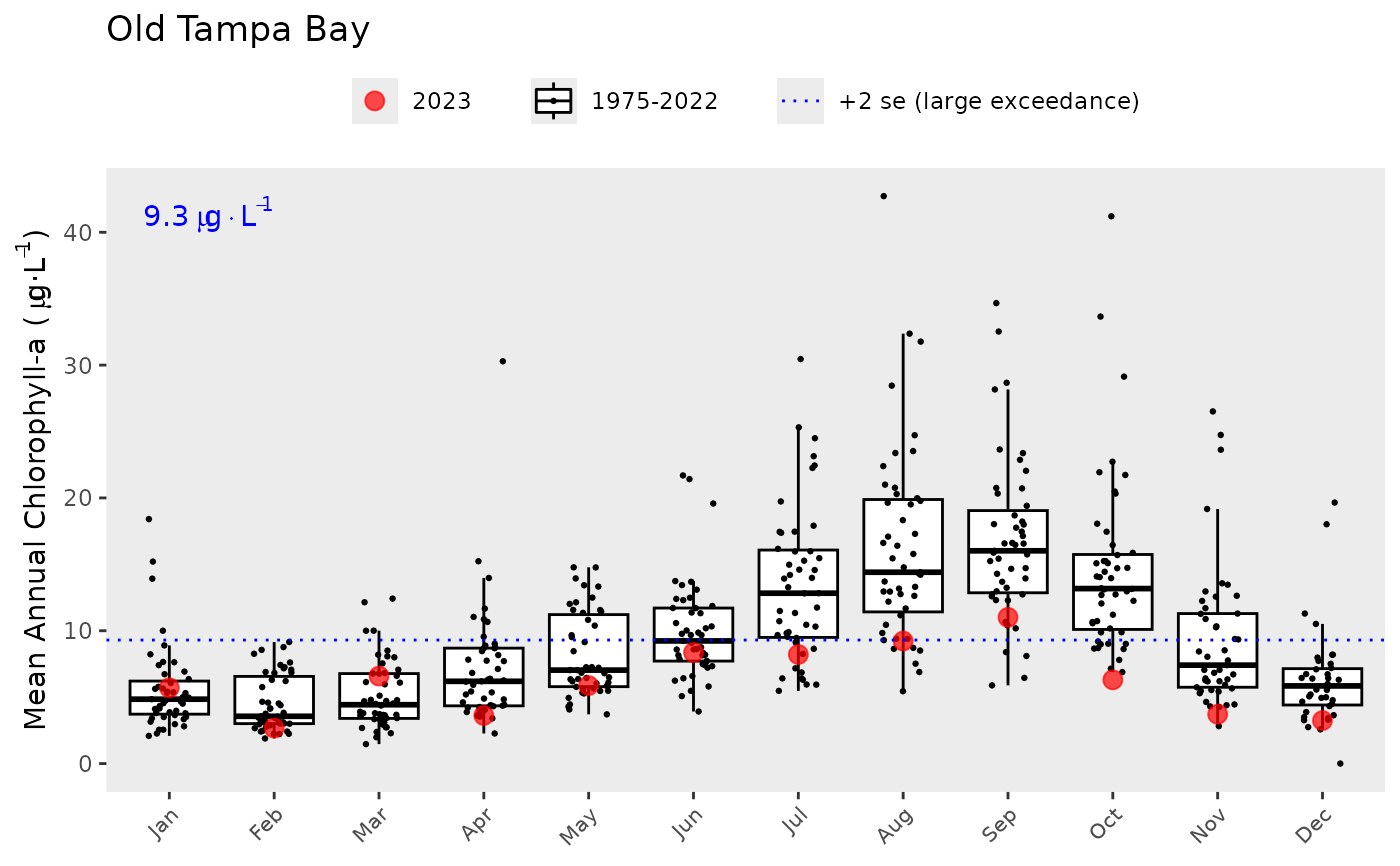 Old Tampa Bay
2023 1975-2022 +2 se (large exceedance)
9.3 μg·L⁻¹
Mean Annual Chlorophyll-a (μg·L⁻¹)
40
30
20
10
0
Jan Feb Mar Apr May Jun Jul Aug Sep Oct Nov Dec